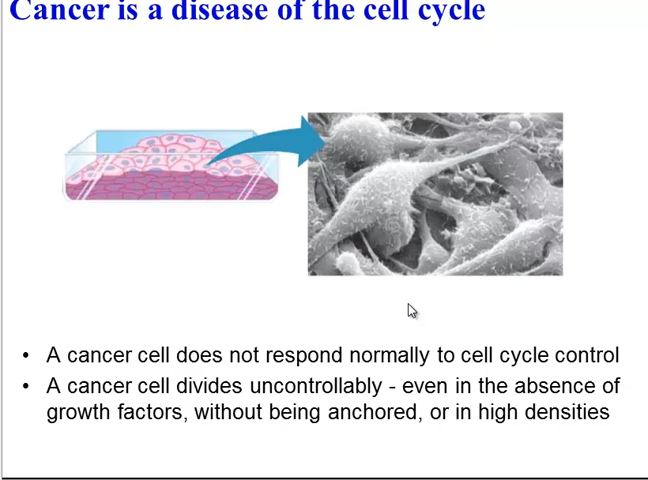 Cancer is a disease of the cell cycle
• A cancer cell does not respond normally to cell cycle control
• A cancer cell divides uncontrollably - even in the absence of
growth factors, without being anchored, or in high densities